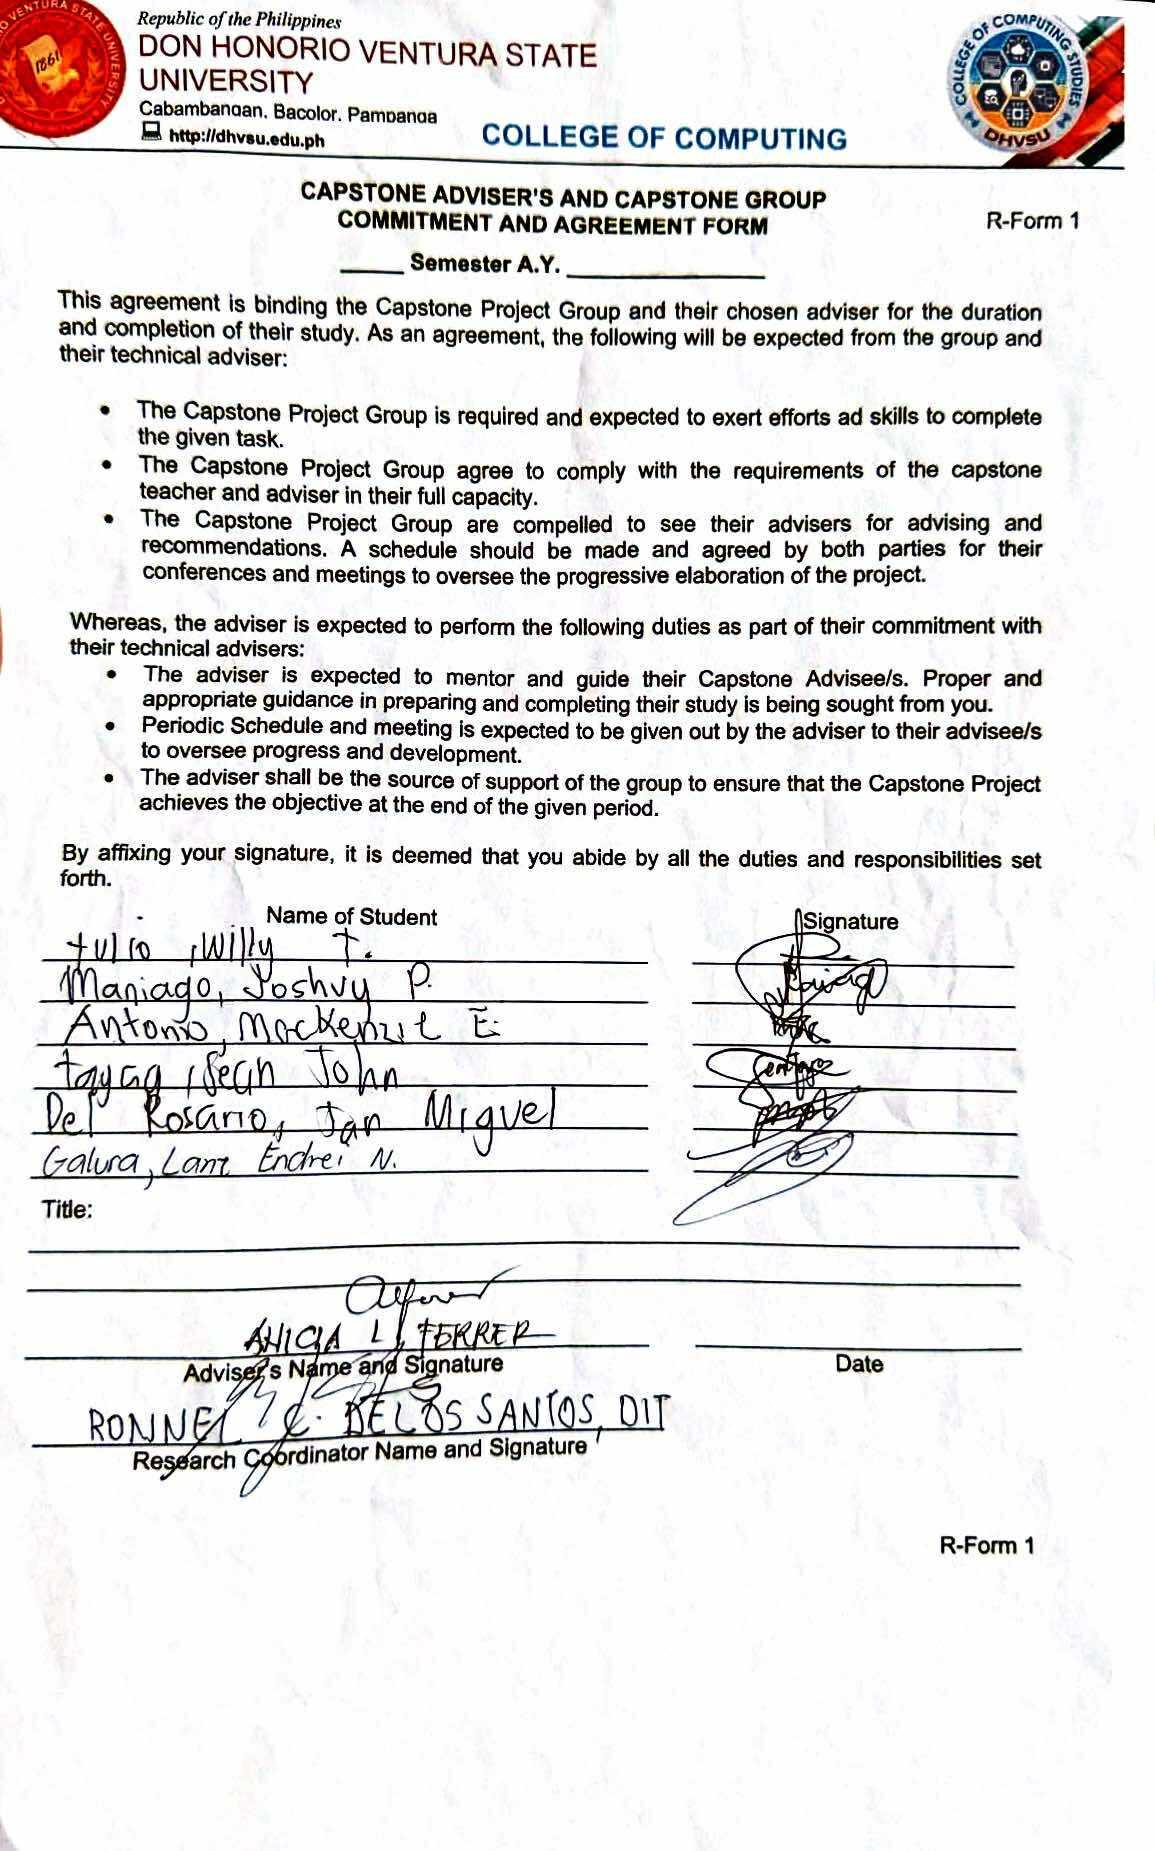 Republic of the Philippines
DON HONORIO VENTURA STATE
UNIVERSITY
Cabambangan, Bacolor, Pampanga
http://dhvsu.edu.ph
COLLEGE OF COMPUTING
VENTURA STATE UNIVERSITY
1861
COLLEGE OF COMPUTING STUDIES
DHVSU
CAPSTONE ADVISER'S AND CAPSTONE GROUP
COMMITMENT AND AGREEMENT FORM
R-Form 1
_____ Semester A.Y. _______________
This agreement is binding the Capstone Project Group and their chosen adviser for the duration
and completion of their study. As an agreement, the following will be expected from the group and
their technical adviser:
• The Capstone Project Group is required and expected to exert efforts ad skills to complete
the given task.
• The Capstone Project Group agree to comply with the requirements of the capstone
teacher and adviser in their full capacity.
• The Capstone Project Group are compelled to see their advisers for advising and
recommendations. A schedule should be made and agreed by both parties for their
conferences and meetings to oversee the progressive elaboration of the project.
Whereas, the adviser is expected to perform the following duties as part of their commitment with
their technical advisers:
• The adviser is expected to mentor and guide their Capstone Advisee/s. Proper and
appropriate guidance in preparing and completing their study is being sought from you.
• Periodic Schedule and meeting is expected to be given out by the adviser to their advisee/s
to oversee progress and development.
• The adviser shall be the source of support of the group to ensure that the Capstone Project
achieves the objective at the end of the given period.
By affixing your signature, it is deemed that you abide by all the duties and responsibilities set
forth.
Name of Student Signature
tulio, Willy T.
Maniago, Joshuy P.
Antonio, Mackenzie E.
tayag, Sean John
Del Rosario, Jan Miguel
Galura, Lanz Endrei N.
Title:
AHICIA L. FERRER
Adviser's Name and Signature Date
RONNEL C. DELOS SANTOS, DIT
Research Coordinator Name and Signature
R-Form 1